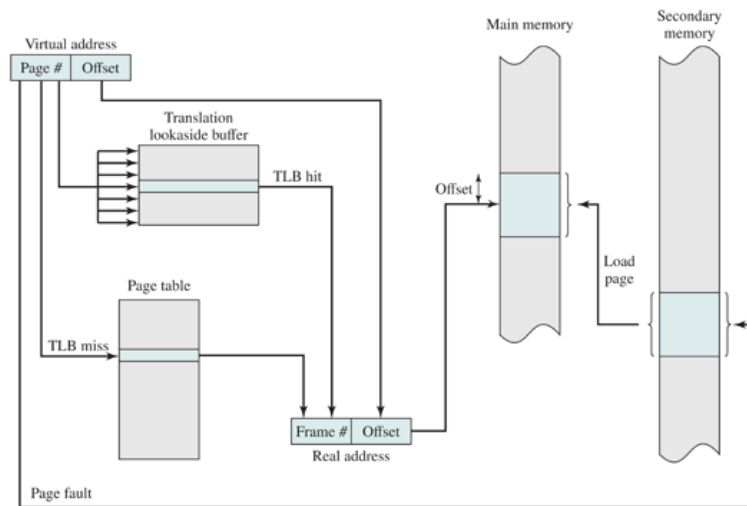 Virtual address
Page #
Offset
Main memory
Secondary
memory
Translation
lookaside buffer
TLB hit
Offset
Load
page
Page table
TLB miss
Frame #
Offset
Real address
Page fault